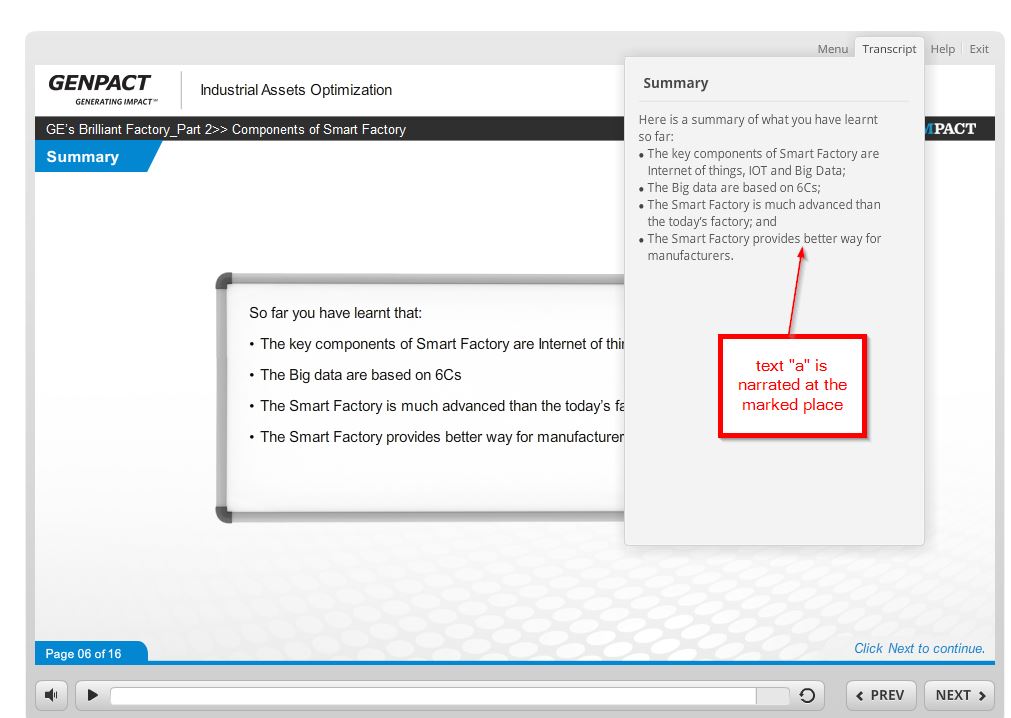 Menu Transcript Help Exit
GENPACT
GENERATING IMPACT℠
Industrial Assets Optimization
GE's Brilliant Factory_Part 2>> Components of Smart Factory
PACT
Summary
Summary
Here is a summary of what you have learnt
so far:
• The key components of Smart Factory are
Internet of things, IOT and Big Data;
• The Big data are based on 6Cs;
• The Smart Factory is much advanced than
the today's factory; and
• The Smart Factory provides better way for
manufacturers.
So far you have learnt that:
• The key components of Smart Factory are Internet of thin
• The Big data are based on 6Cs
• The Smart Factory is much advanced than the today's fa
• The Smart Factory provides better way for manufacturer
text "a" is
narrated at the
marked place
Click Next to continue.
Page 06 of 16
PREV NEXT